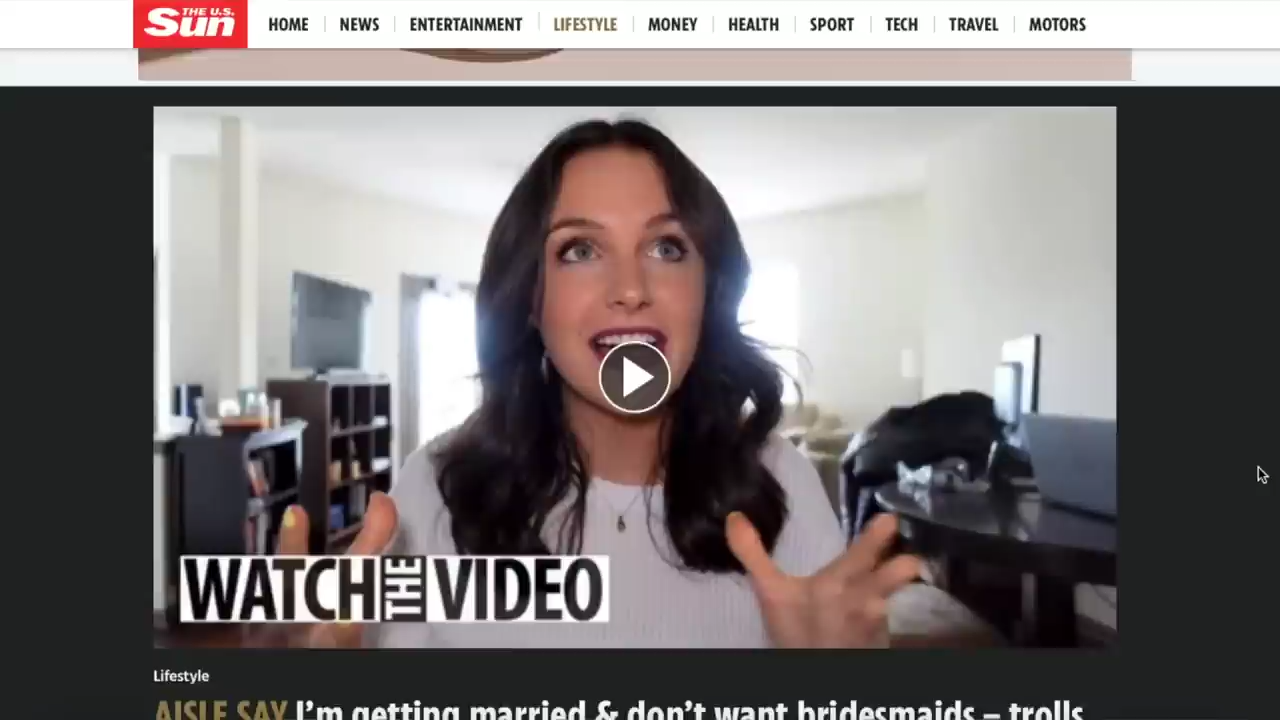 THE U.S.
Sun
HOME NEWS ENTERTAINMENT LIFESTYLE MONEY HEALTH SPORT TECH TRAVEL MOTORS
WATCH THE VIDEO
Lifestyle
AISLE SAY I'm getting married & don't want bridesmaids – trolls